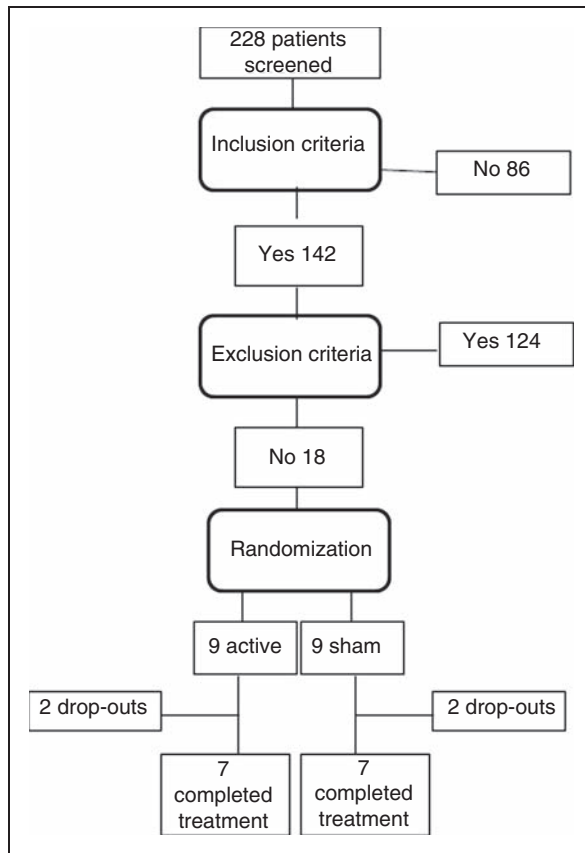 228 patients
screened
Inclusion criteria
No 86
Yes 142
Exclusion criteria
Yes 124
No 18
Randomization
9 active
9 sham
2 drop-outs
2 drop-outs
7
completed
treatment
7
completed
treatment